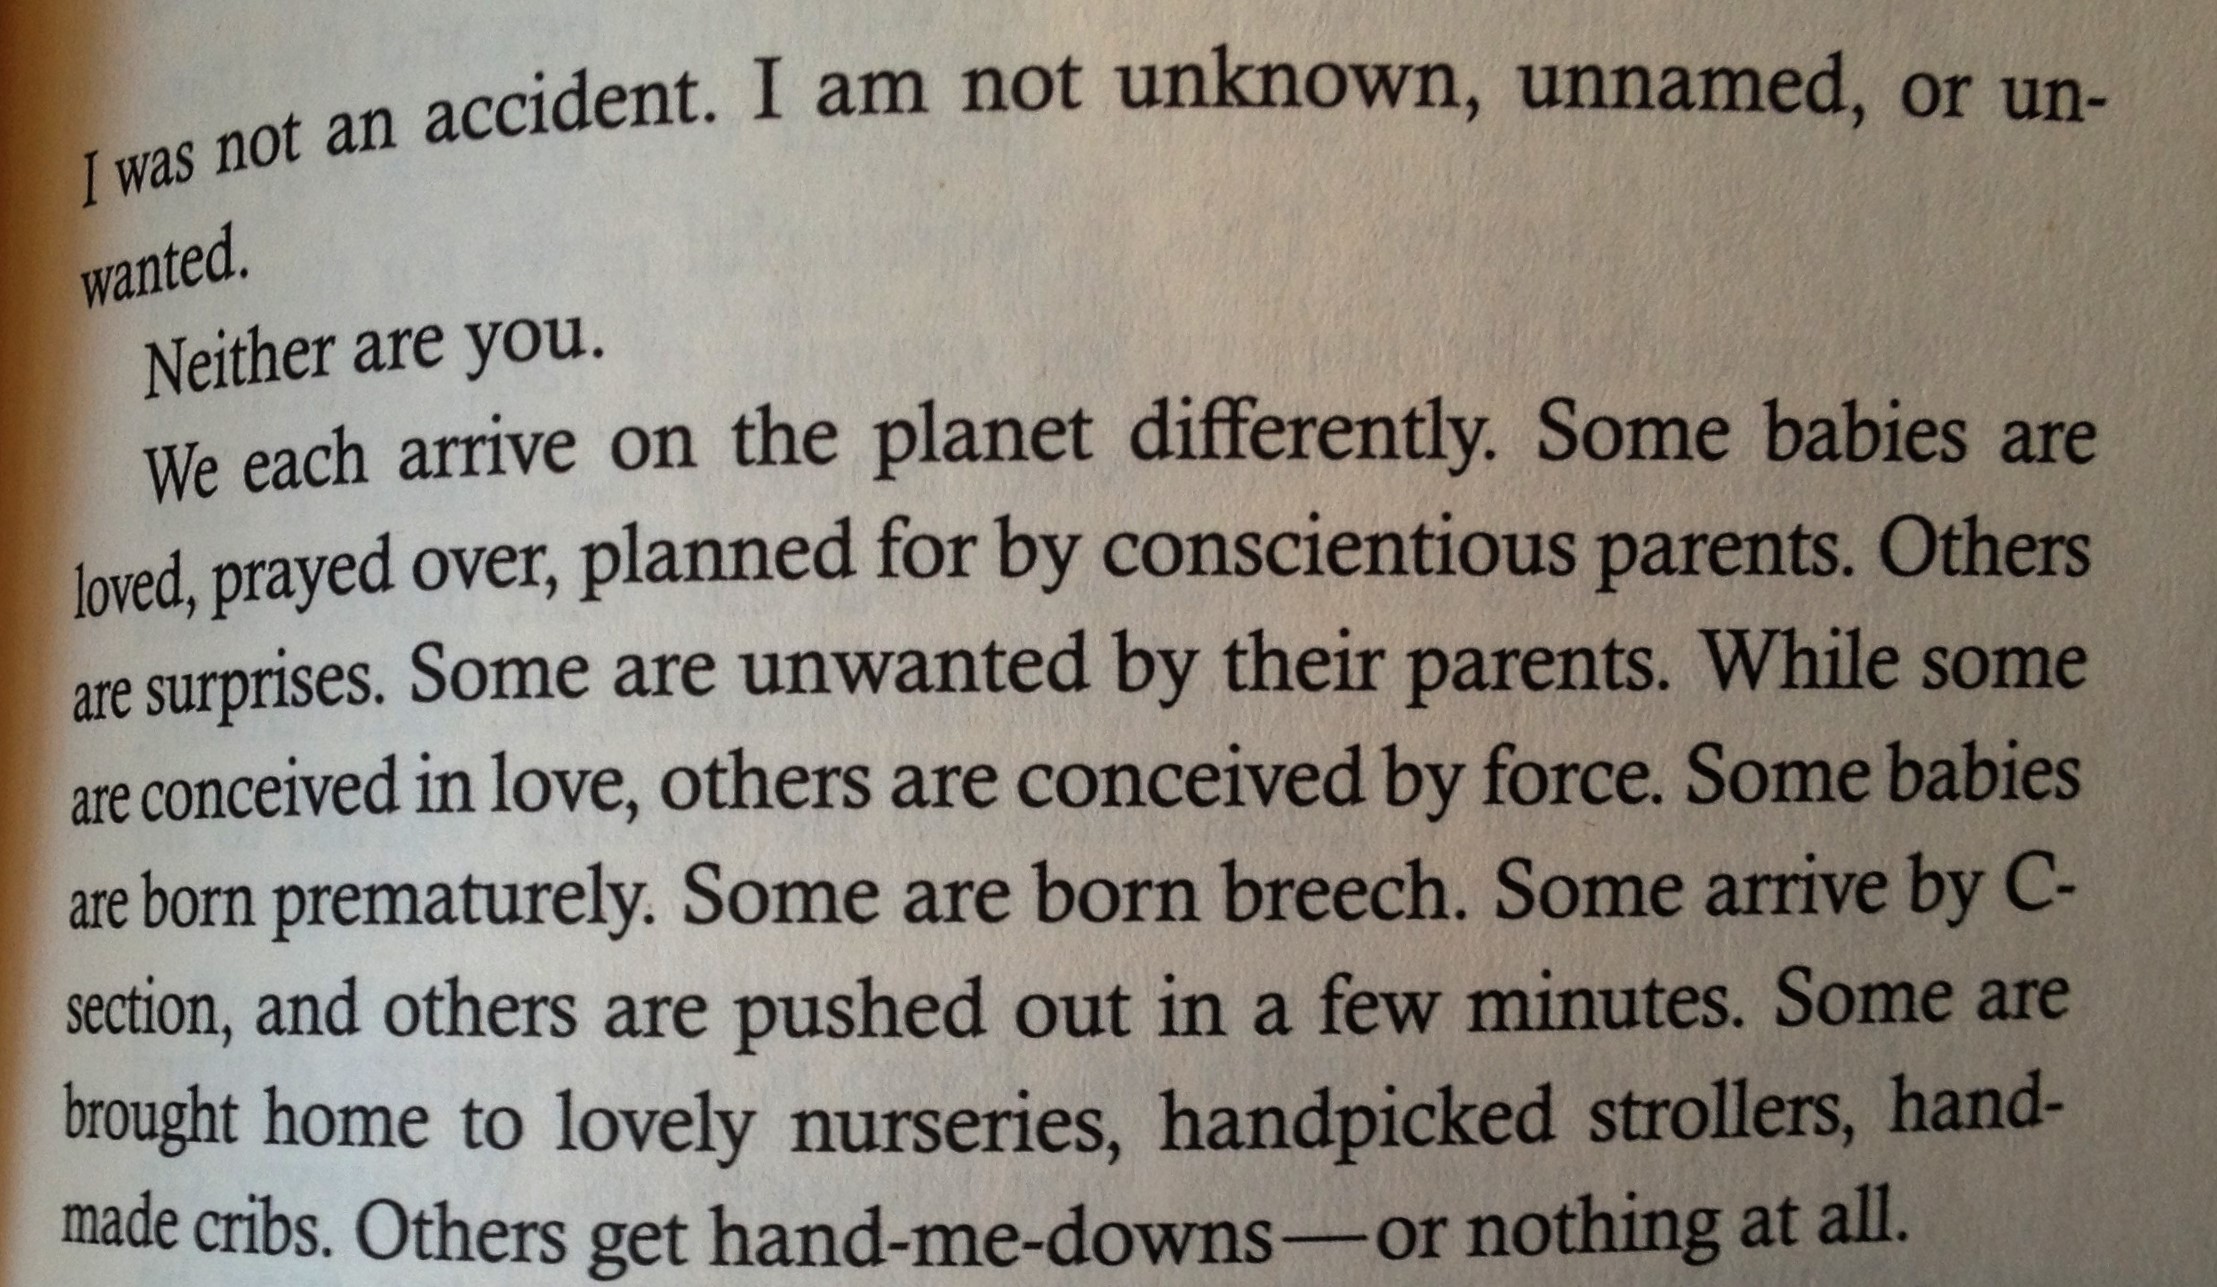 I was not an accident. I am not unknown, unnamed, or un-
wanted.
Neither are you.
We each arrive on the planet differently. Some babies are
loved, prayed over, planned for by conscientious parents. Others
are surprises. Some are unwanted by their parents. While some
are conceived in love, others are conceived by force. Some babies
are born prematurely. Some are born breech. Some arrive by C-
section, and others are pushed out in a few minutes. Some are
brought home to lovely nurseries, handpicked strollers, hand-
made cribs. Others get hand-me-downs—or nothing at all.